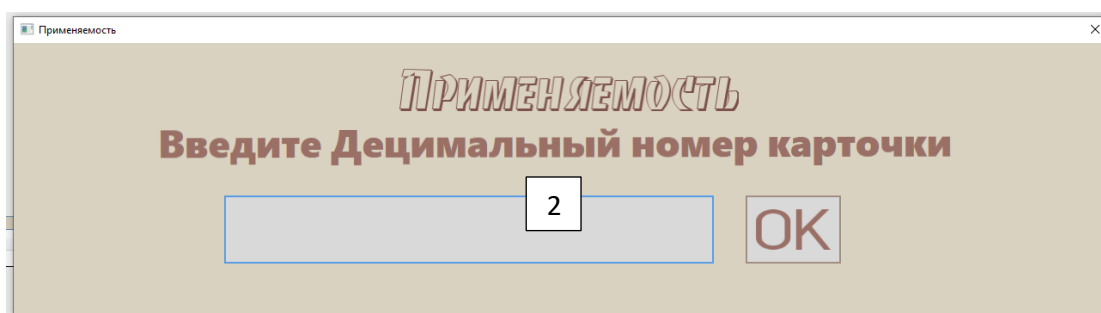 Применяемость
Применяемость
Введите Децимальный номер карточки
2
OK